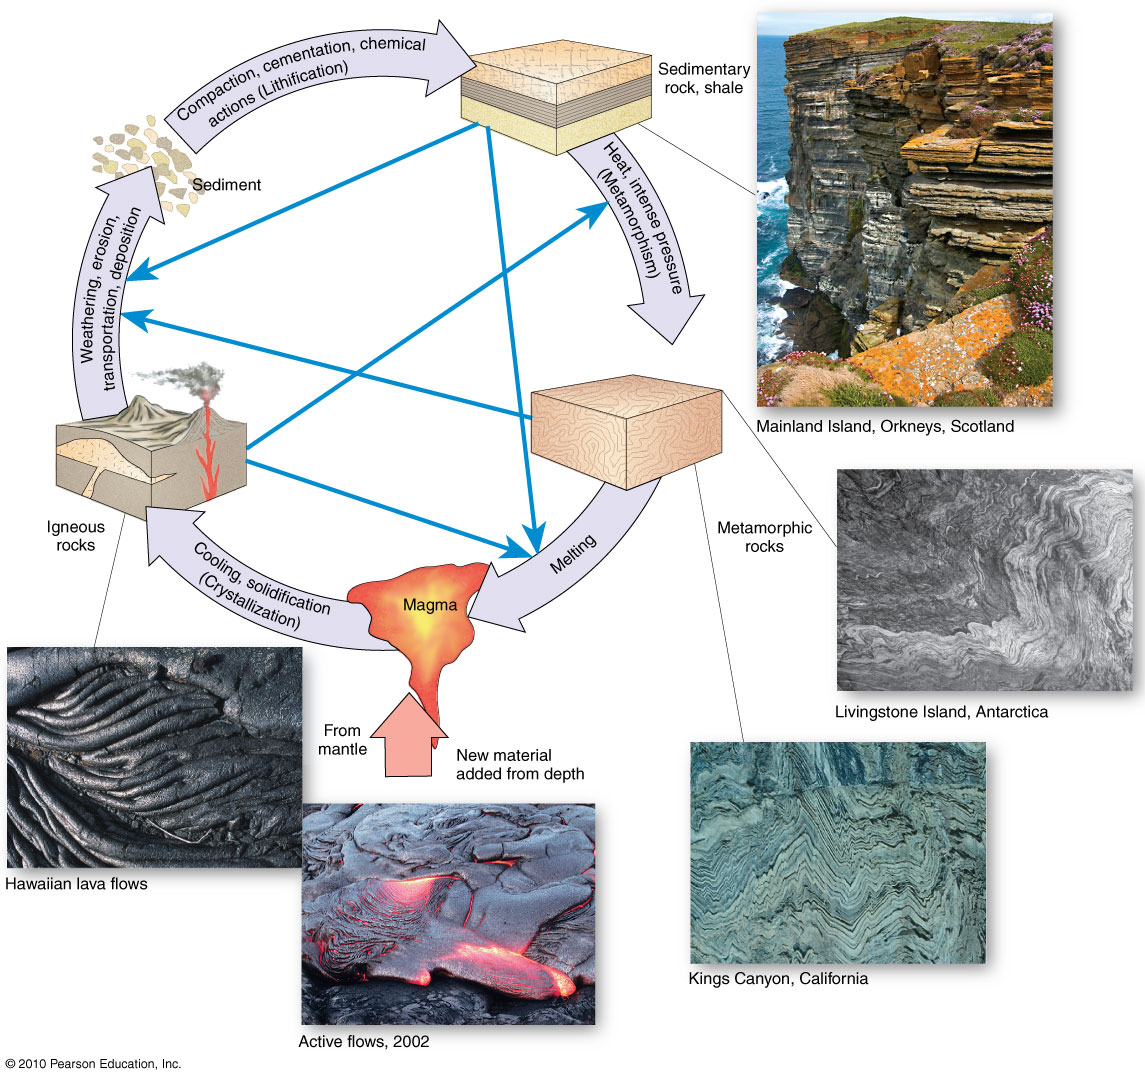 Compaction, cementation, chemical
actions (Lithification)
Sedimentary
rock, shale
Sediment
Heat, intense pressure
(Metamorphism)
Weathering, erosion,
transportation, deposition
Mainland Island, Orkneys, Scotland
Igneous
rocks
Metamorphic
rocks
Melting
Cooling, solidification
(Crystallization)
Magma
Livingstone Island, Antarctica
From
mantle
New material
added from depth
Hawaiian lava flows
Kings Canyon, California
Active flows, 2002
© 2010 Pearson Education, Inc.